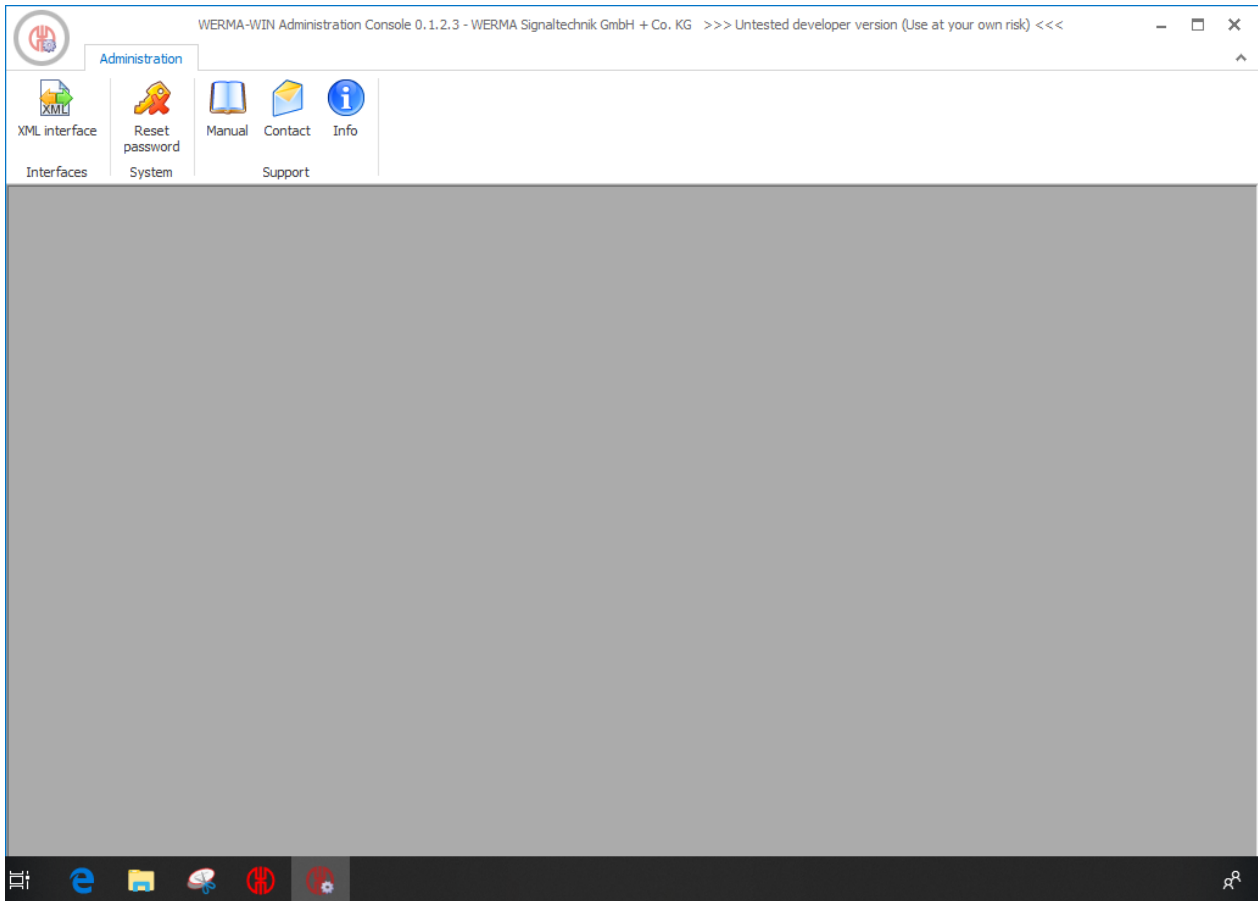 WERMA-WIN Administration Console 0.1.2.3 - WERMA Signaltechnik GmbH + Co. KG >>> Untested developer version (Use at your own risk) <<<
Administration
XML
XML interface
Reset
password
Manual
Contact
Info
Interfaces
System
Support